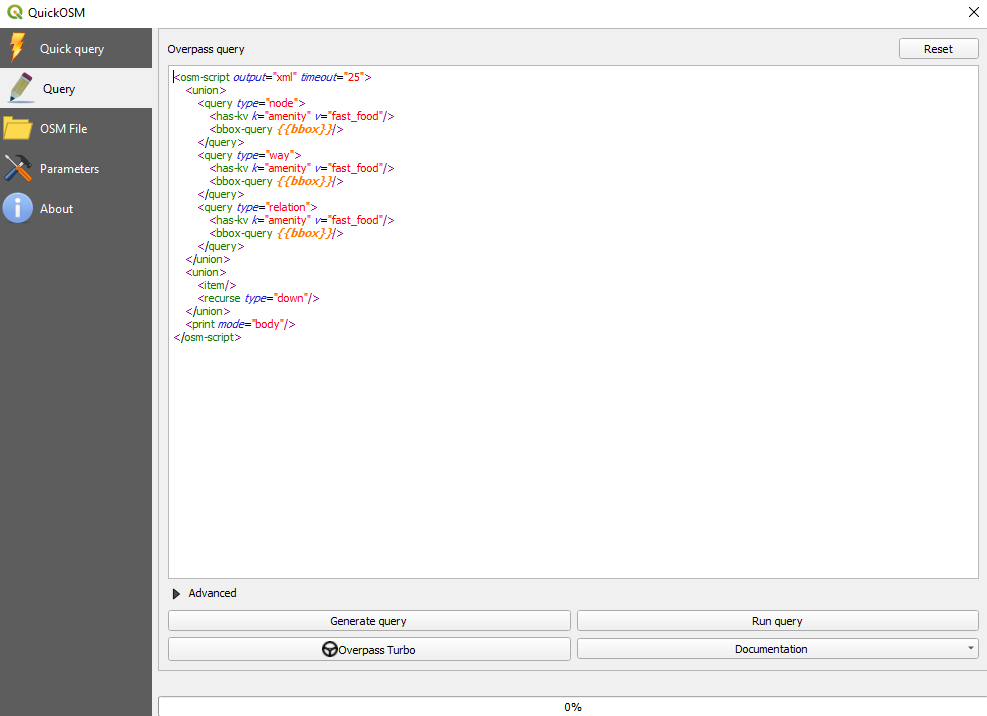 QuickOSM
Quick query
Query
OSM File
Parameters
About
Overpass query
Reset
<osm-script output="xml" timeout="25">
<union>
<query type="node">
<has-kv k="amenity" v="fast_food"/>
<bbox-query {{bbox}}/>
</query>
<query type="way">
<has-kv k="amenity" v="fast_food"/>
<bbox-query {{bbox}}/>
</query>
<query type="relation">
<has-kv k="amenity" v="fast_food"/>
<bbox-query {{bbox}}/>
</query>
</union>
<union>
<item/>
<recurse type="down"/>
</union>
<print mode="body"/>
</osm-script>
Advanced
Generate query
Run query
Overpass Turbo
Documentation
0%